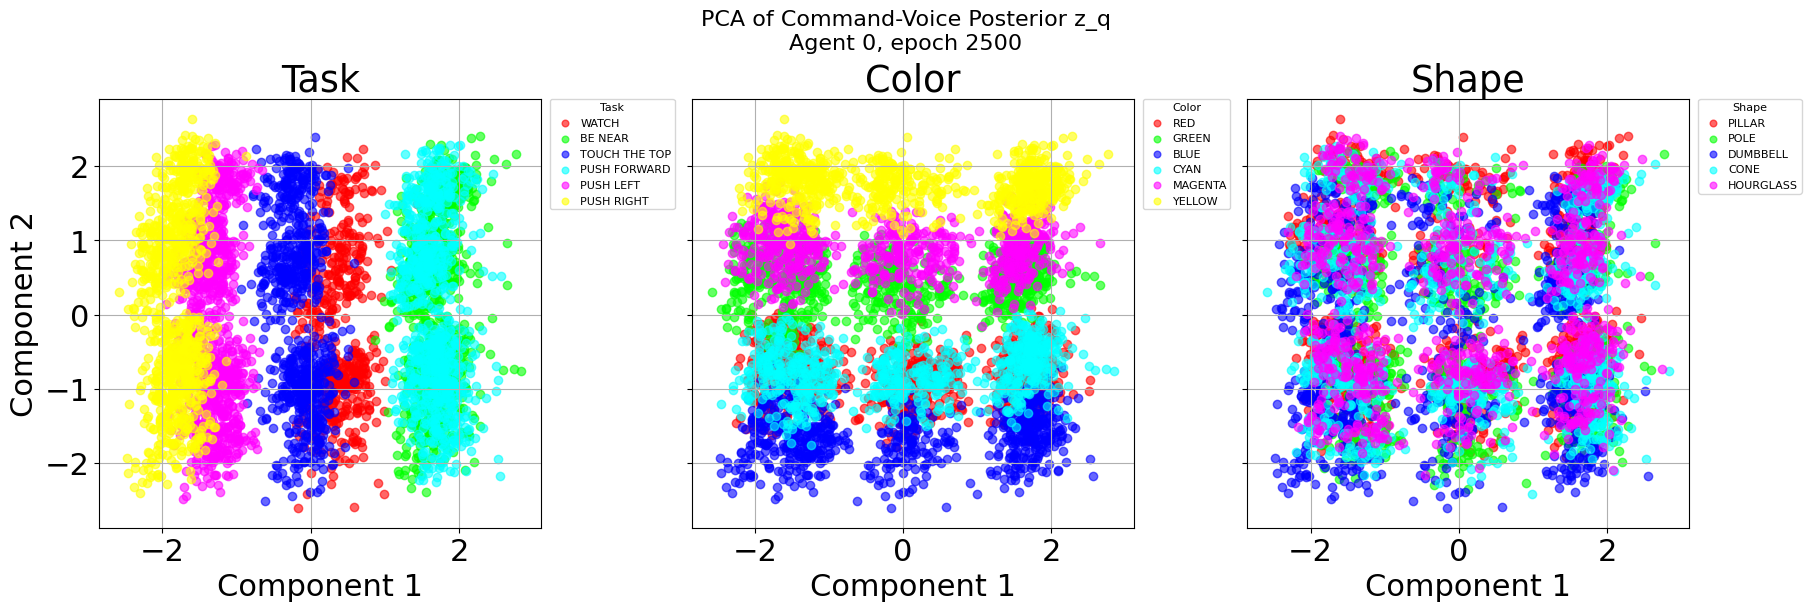 PCA of Command-Voice Posterior z_q
Agent 0, epoch 2500
Task
Color
Shape
Task
WATCH
BE NEAR
TOUCH THE TOP
PUSH FORWARD
PUSH LEFT
PUSH RIGHT
Color
RED
GREEN
BLUE
CYAN
MAGENTA
YELLOW
Shape
PILLAR
POLE
DUMBBELL
CONE
HOURGLASS
Component 2
2
1
0
−1
−2
−2 0 2
−2 0 2
−2 0 2
Component 1
Component 1
Component 1